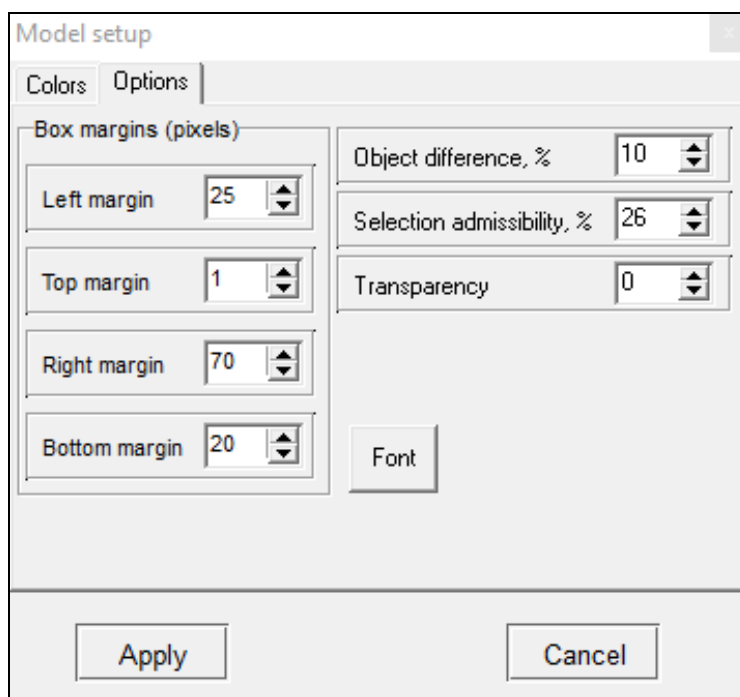 Model setup
x
Colors
Options
Box margins (pixels)
Left margin 25
Top margin 1
Right margin 70
Bottom margin 20
Object difference, % 10
Selection admissibility, % 26
Transparency 0
Font
Apply
Cancel